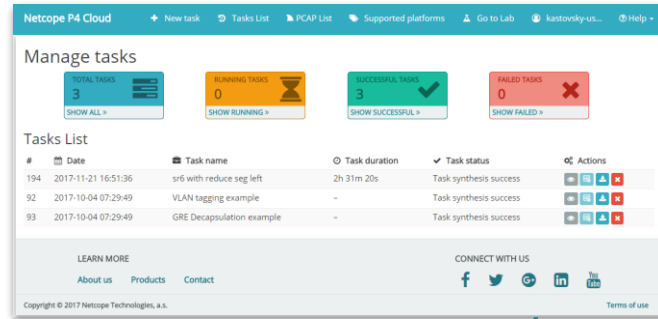 Netcope P4 Cloud New task Tasks List PCAP List Supported platforms Go to Lab kastovsky-us... Help
Manage tasks
TOTAL TASKS RUNNING TASKS SUCCESSFUL TASKS FAILED TASKS
3 0 3 0
SHOW ALL » SHOW RUNNING » SHOW SUCCESSFUL » SHOW FAILED »
Tasks List
# Date Task name Task duration Task status Actions
194 2017-11-21 16:51:36 sr6 with reduce seg left 2h 31m 20s Task synthesis success
92 2017-10-04 07:29:49 VLAN tagging example – Task synthesis success
93 2017-10-04 07:29:49 GRE Decapsulation example – Task synthesis success
LEARN MORE CONNECT WITH US
About us Products Contact
You Tube
Copyright © 2017 Netcope Technologies, a.s. Terms of use